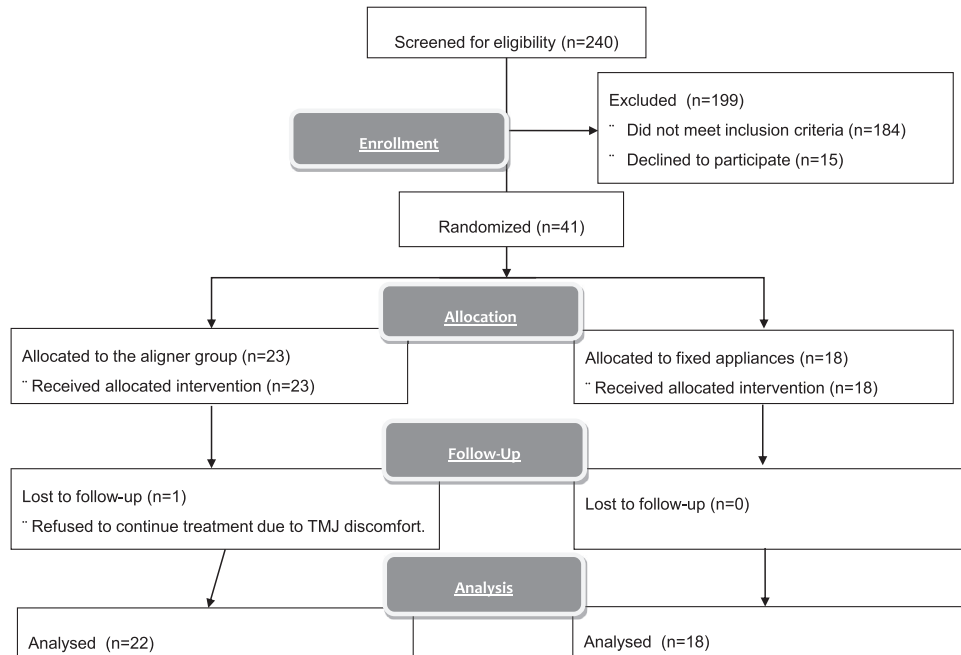 Screened for eligibility (n=240)
Excluded (n=199)
¨ Did not meet inclusion criteria (n=184)
¨ Declined to participate (n=15)
Enrollment
Randomized (n=41)
Allocation
Allocated to the aligner group (n=23)
¨ Received allocated intervention (n=23)
Allocated to fixed appliances (n=18)
¨ Received allocated intervention (n=18)
Follow-Up
Lost to follow-up (n=1)
¨ Refused to continue treatment due to TMJ discomfort.
Lost to follow-up (n=0)
Analysis
Analysed (n=22)
Analysed (n=18)